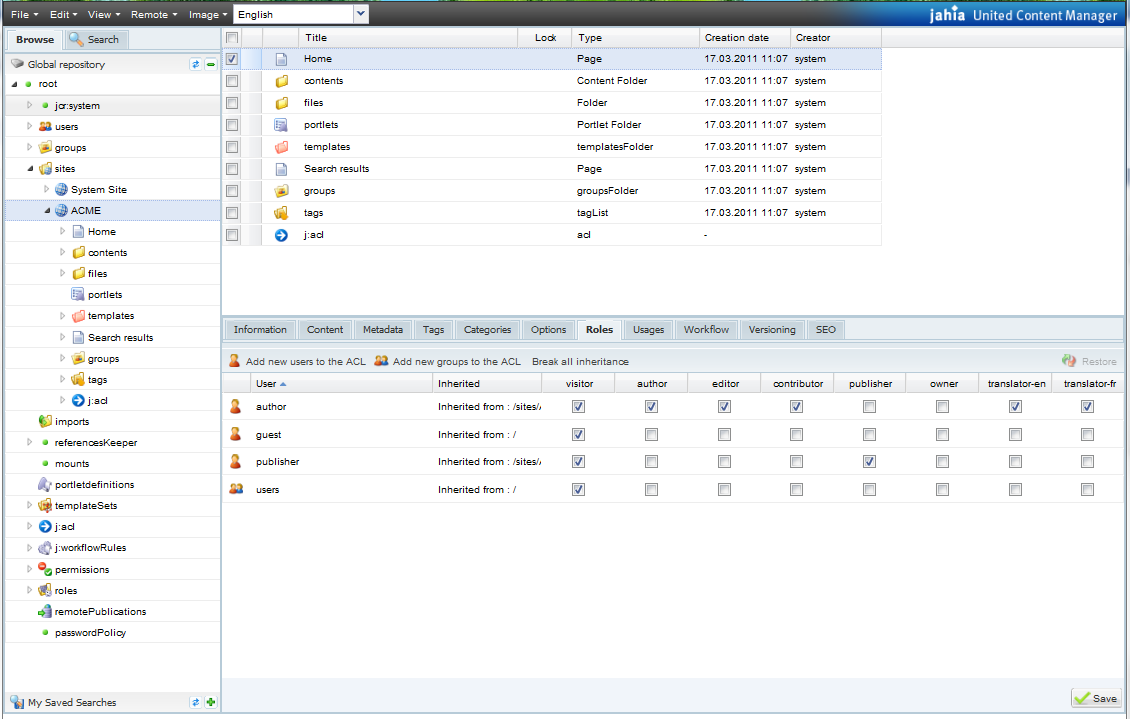 File Edit View Remote Image English
jahia United Content Manager
Browse Search
Global repository
root
jcr:system
users
groups
sites
System Site
ACME
Home
contents
files
portlets
templates
Search results
groups
tags
j:acl
imports
referencesKeeper
mounts
portletdefinitions
templateSets
j:acl
j:workflowRules
permissions
roles
remotePublications
passwordPolicy
My Saved Searches
Title Lock Type Creation date Creator
Home Page 17.03.2011 11:07 system
contents Content Folder 17.03.2011 11:07 system
files Folder 17.03.2011 11:07 system
portlets Portlet Folder 17.03.2011 11:07 system
templates templatesFolder 17.03.2011 11:07 system
Search results Page 17.03.2011 11:07 system
groups groupsFolder 17.03.2011 11:07 system
tags tagList 17.03.2011 11:07 system
j:acl acl -
Information Content Metadata Tags Categories Options Roles Usages Workflow Versioning SEO
Add new users to the ACL Add new groups to the ACL Break all inheritance Restore
User Inherited visitor author editor contributor publisher owner translator-en translator-fr
author Inherited from : /sites/
guest Inherited from : /
publisher Inherited from : /sites/
users Inherited from : /
Save